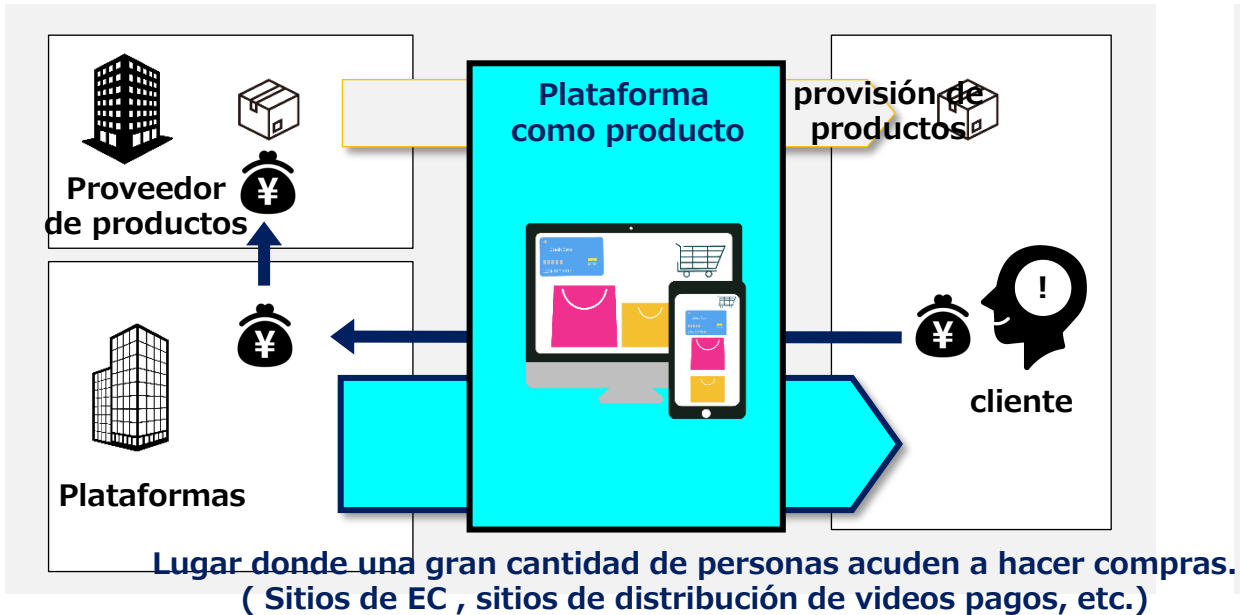 Plataforma
como producto
provisión de
productos
Proveedor
de productos
¥
¥
¥
!
cliente
Plataformas
Lugar donde una gran cantidad de personas acuden a hacer compras.
( Sitios de EC , sitios de distribución de videos pagos, etc.)